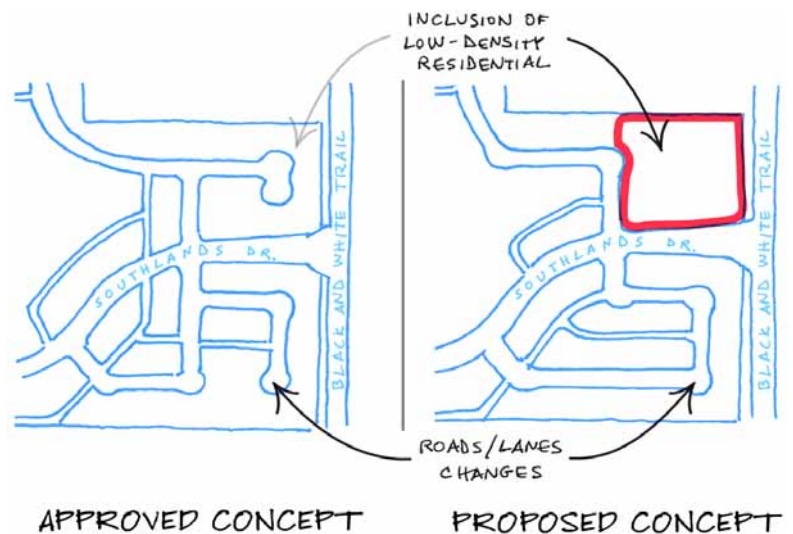 INCLUSION OF
LOW-DENSITY
RESIDENTIAL
SOUTHLANDS DR.
BLACK AND WHITE TRAIL
SOUTHLANDS DR.
BLACK AND WHITE TRAIL
ROADS/LANES
CHANGES
APPROVED CONCEPT
PROPOSED CONCEPT